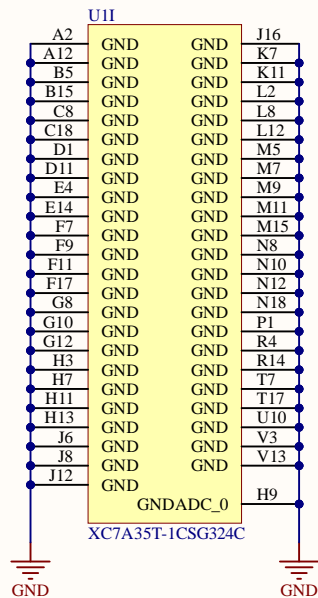 U1I
A2 GND GND J16
A12 GND GND K7
B5 GND GND K11
B15 GND GND L2
C8 GND GND L8
C18 GND GND L12
D1 GND GND M5
D11 GND GND M7
E4 GND GND M9
E14 GND GND M11
F7 GND GND M15
F9 GND GND N8
F11 GND GND N10
F17 GND GND N12
G8 GND GND N18
G10 GND GND P1
G12 GND GND R4
H3 GND GND R14
H7 GND GND T7
H11 GND GND T17
H13 GND GND U10
J6 GND GND V3
J8 GND GND V13
J12 GND
GNDADC_0 H9
XC7A35T-1CSG324C
GND GND